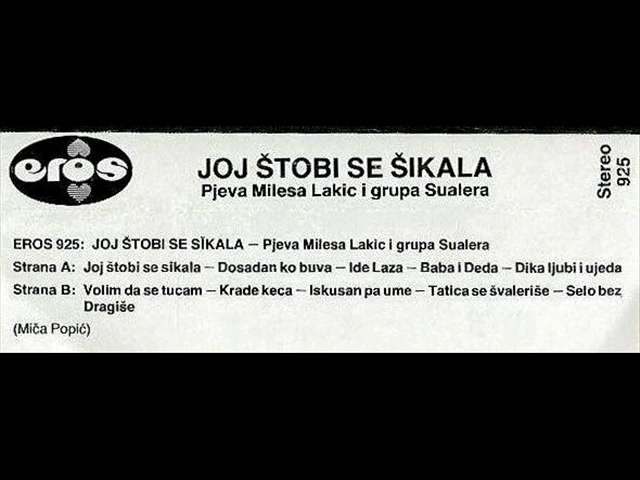 eros
JOJ ŠTOBI SE ŠIKALA
Pjeva Milesa Lakic i grupa Sualera
Stereo
925
EROS 925: JOJ ŠTOBI SE SĪKALA – Pjeva Milesa Lakic i grupa Sualera
Strana A: Joj štobi se sīkala – Dosadan ko buva – Ide Laza – Baba i Deda – Dika ljubi i ujeda
Strana B: Volim da se tucam – Krade keca – Iskusan pa ume – Tatica se švaleriše – Selo bez
Dragiše
(Miča Popić)